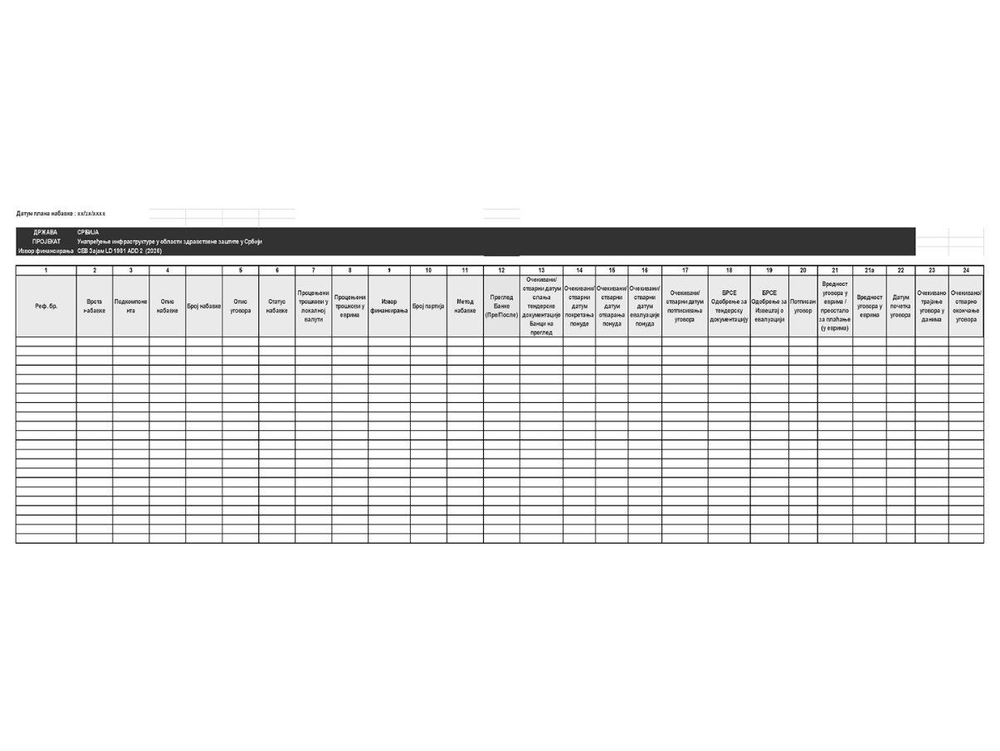 Датум плана набавке : xx/xx/xxxx
ДРЖАВА СРБИЈА
ПРОЈЕКАТ Унапређење инфраструктуре у области здравствене заштите у Србији
Извор финансирања CEB Зајам LD 1981 ADD 2 (2026)
1 2 3 4 5 6 7 8 9 10 11 12 13 14 15 16 17 18 19 20 21 21a 22 23 24
Реф. бр.
Врста
набавке
Подкомпоне
нта
Опис
набавке
Број набавке
Опис
уговора
Статус
набавке
Процењени
трошкови у
локалној
валути
Процењени
трошкови у
еврима
Извор
финансирања
Број партија
Метод
набавке
Преглед
Банке
(Пре/После)
Очекивани/
стварни датум
слања
тендерске
документације
Банци на
преглед
Очекивани/
стварни
датум
покретања
понуде
Очекивани/
стварни
датум
отварања
понуда
Очекивани/
стварни
датум
евалуације
понуда
Очекивани/
стварни датум
потписивања
уговора
БРСЕ
Одобрење за
тендерску
документацију
БРСЕ
Одобрење за
Извештај о
евалуацији
Потписан
уговор
Вредност
уговора у
еврима /
преостало
за плаћање
(у еврима)
Вредност
уговора у
еврима
Датум
почетка
уговора
Очекивано
трајање
уговора у
данима
Очекивано/
стварно
окончање
уговора